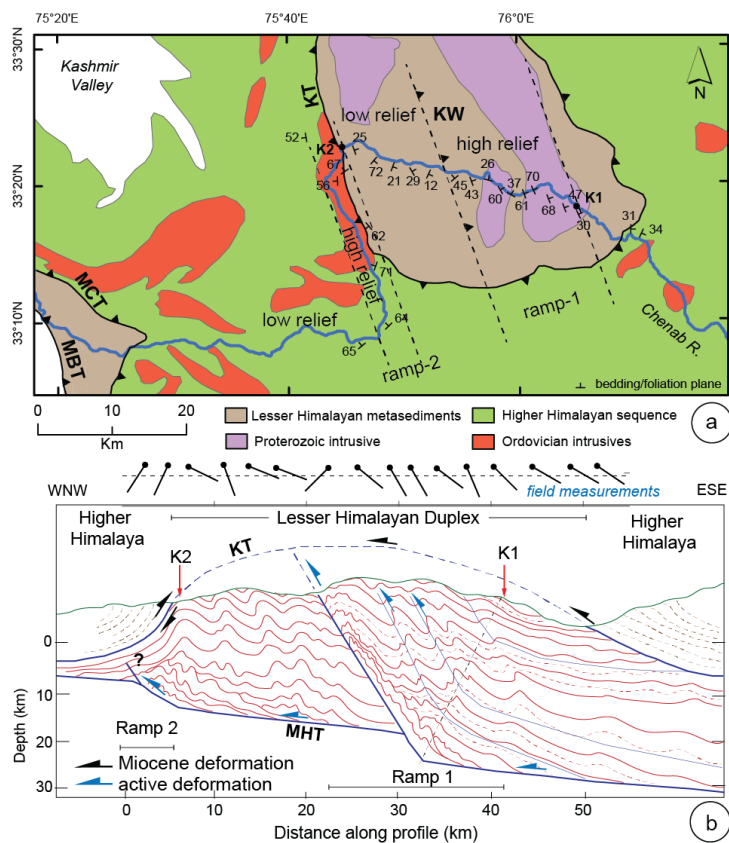 75°20'E
75°40'E
76°0'E
33°30'N
33°20'N
33°10'N
Kashmir
Valley
N
KT
low relief
KW
high relief
52
K2
25
67
56
72
21
29
12
45
43
26
60
37
61
70
68
47
K1
30
31
34
62
71
high relief
low relief
64
65
ramp-1
ramp-2
MCT
MBT
Chenab R.
bedding/foliation plane
0 10 20
Km
a
Lesser Himalayan metasediments
Higher Himalayan sequence
Proterozoic intrusive
Ordovician intrusives
WNW
field measurements
ESE
Higher
Himalaya
Lesser Himalayan Duplex
Higher
Himalaya
K2
KT
K1
?
0
10
20
30
Depth (km)
Ramp 2
MHT
Ramp 1
Miocene deformation
active deformation
0 10 20 30 40 50
Distance along profile (km)
b